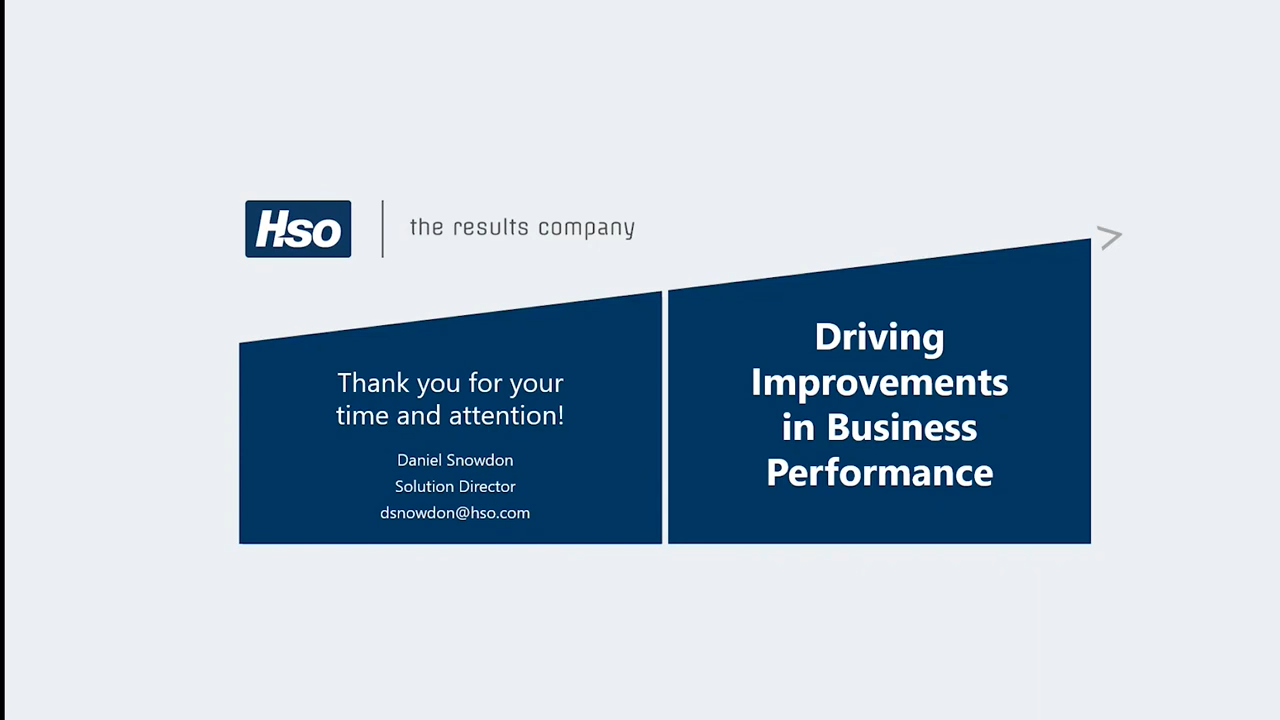 Hso
the results company
Thank you for your
time and attention!
Daniel Snowdon
Solution Director
dsnowdon@hso.com
Driving
Improvements
in Business
Performance